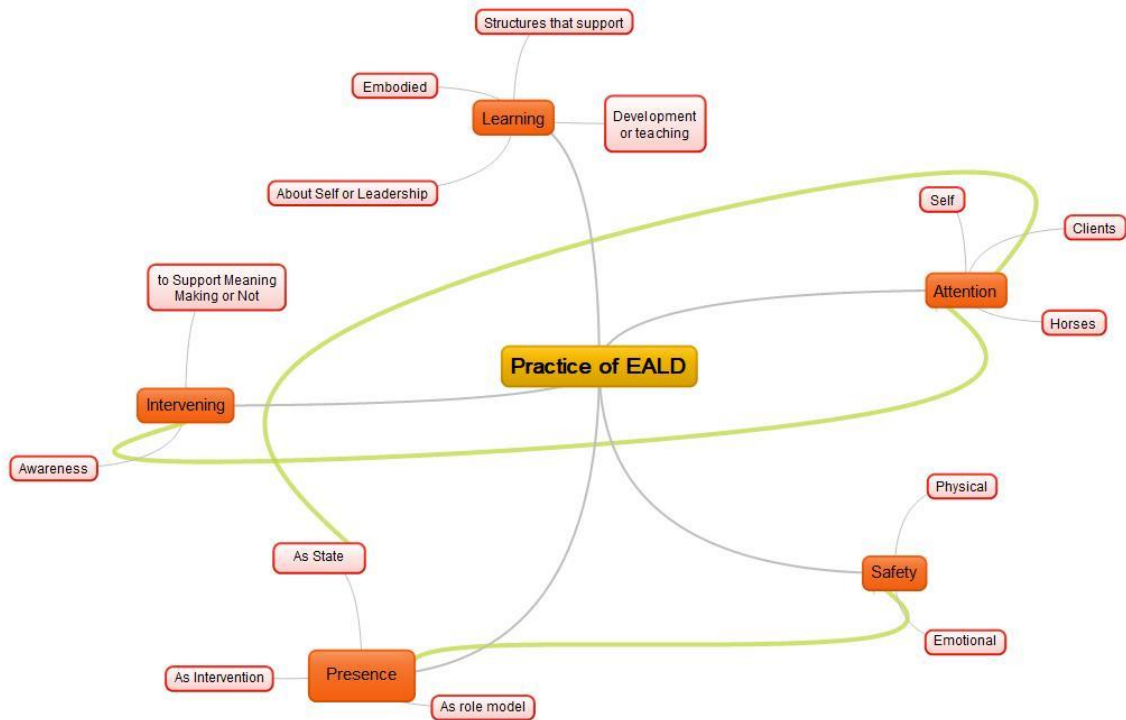 Structures that support
Embodied
Learning
Development
or teaching
About Self or Leadership
Self
Clients
Attention
Horses
to Support Meaning
Making or Not
Practice of EALD
Intervening
Awareness
Physical
As State
Safety
Emotional
Presence
As Intervention
As role model